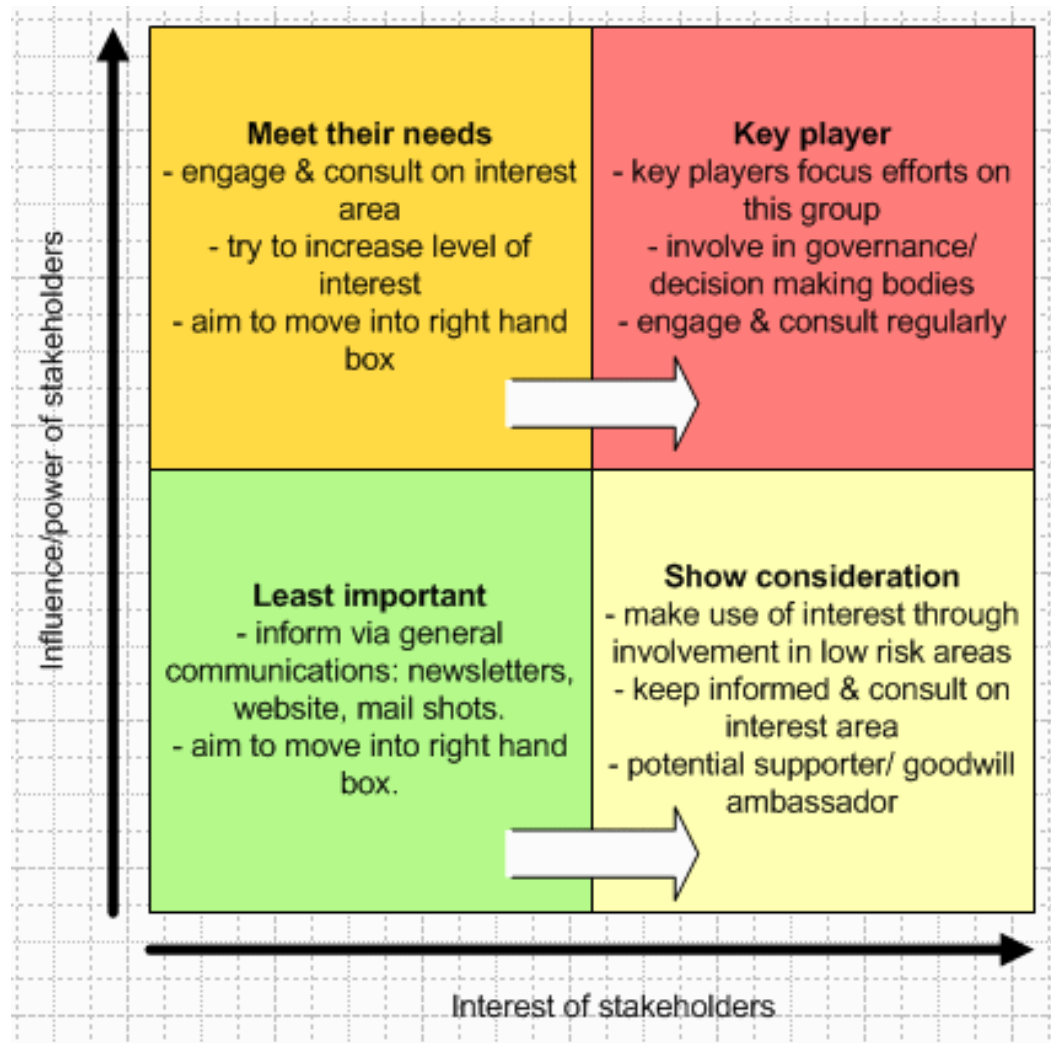 Meet their needs
- engage & consult on interest
area
- try to increase level of
interest
- aim to move into right hand
box
Key player
- key players focus efforts on
this group
- involve in governance/
decision making bodies
- engage & consult regularly
Least important
- inform via general
communications: newsletters,
website, mail shots.
- aim to move into right hand
box.
Show consideration
- make use of interest through
involvement in low risk areas
- keep informed & consult on
interest area
- potential supporter/ goodwill
ambassador
Influence/power of stakeholders
Interest of stakeholders